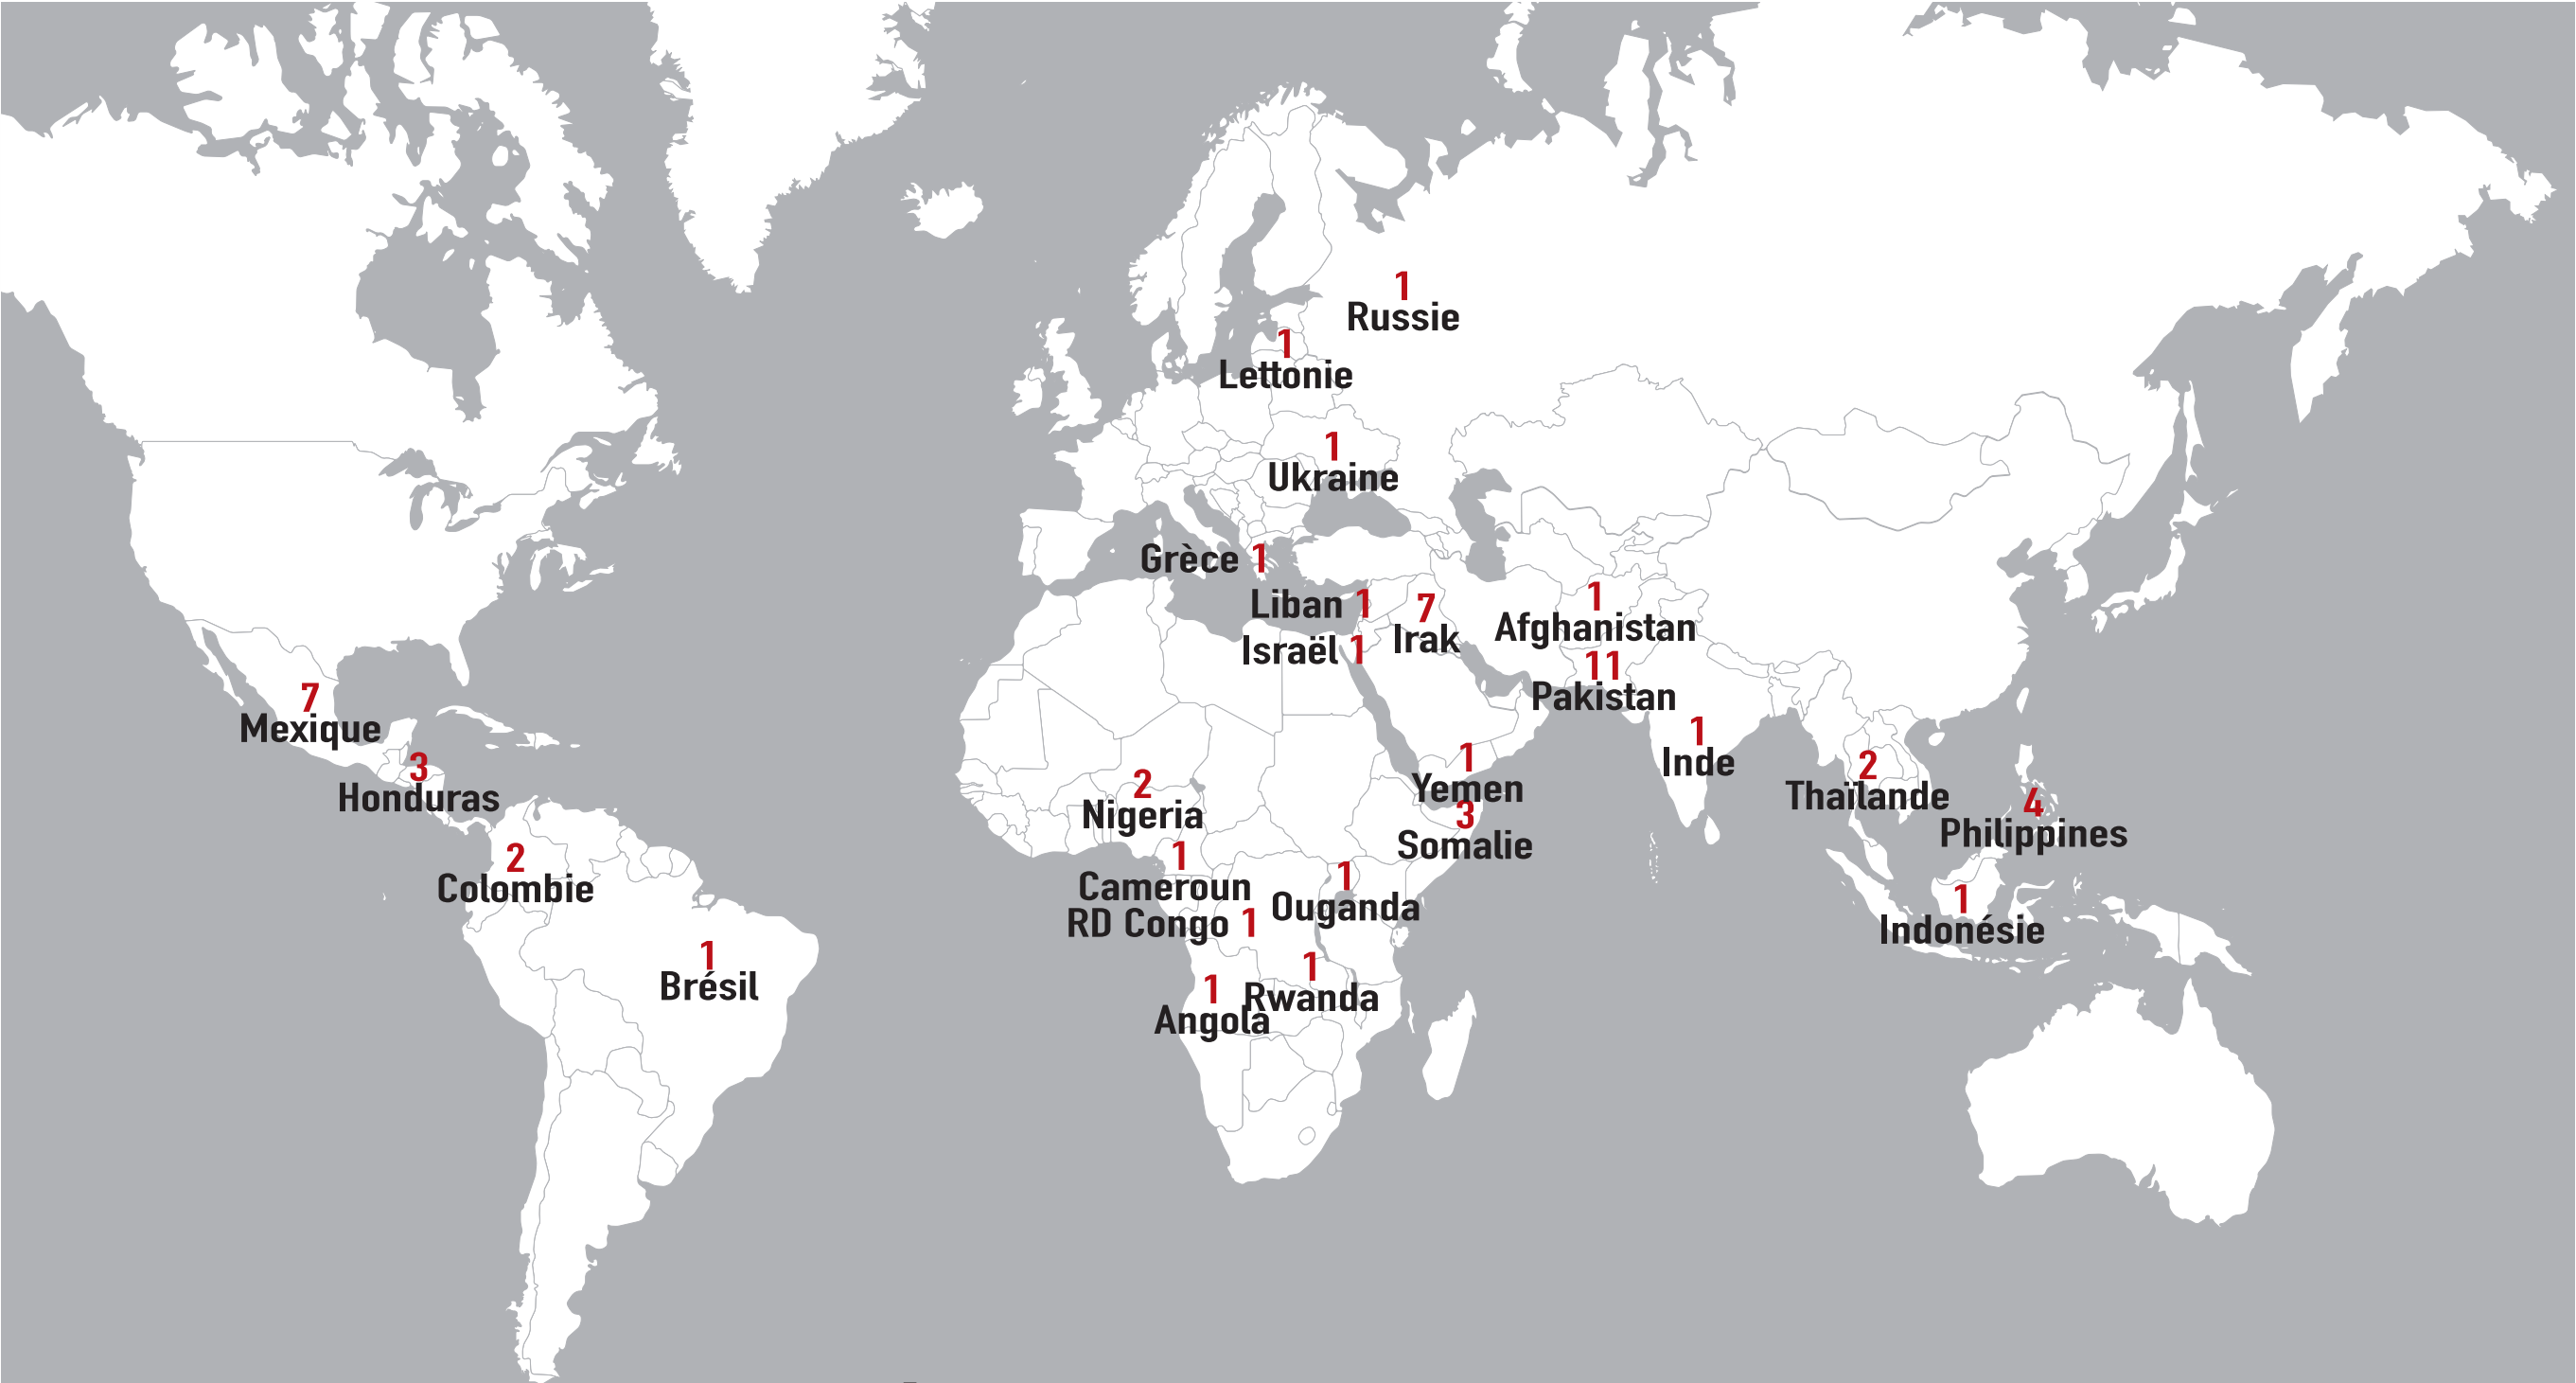 1
Russie
1
Lettonie
1
Ukraine
Grèce 1
Liban 1
Israël 1
7
Irak
1
Afghanistan
11
Pakistan
1
Inde
7
Mexique
3
Honduras
2
Colombie
1
Brésil
2
Nigeria
1
Cameroun
RD Congo 1
1
Ouganda
1
Rwanda
1
Angola
1
Yemen
3
Somalie
2
Thaïlande
4
Philippines
1
Indonésie